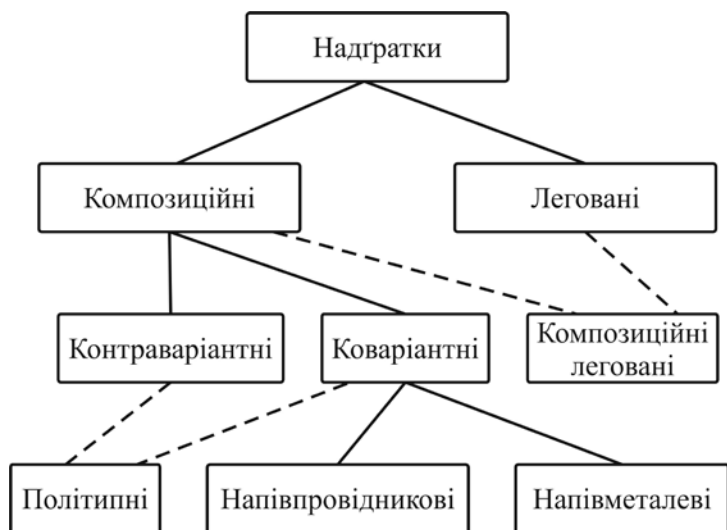 Надґратки
Композиційні
Леговані
Контраваріантні
Коваріантні
Композиційні
леговані
Політипні
Напівпровідникові
Напівметалеві